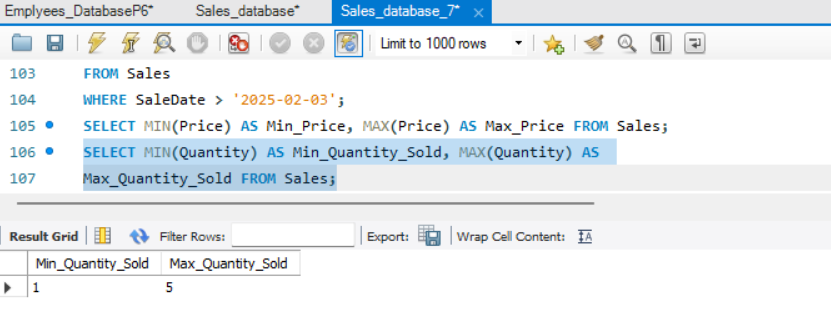 Emplyees_DatabaseP6* Sales_database* Sales_database_7*
Limit to 1000 rows
103 FROM Sales
104 WHERE SaleDate > '2025-02-03';
105 SELECT MIN(Price) AS Min_Price, MAX(Price) AS Max_Price FROM Sales;
106 SELECT MIN(Quantity) AS Min_Quantity_Sold, MAX(Quantity) AS
107 Max_Quantity_Sold FROM Sales;
Result Grid Filter Rows: Export: Wrap Cell Content: IA
Min_Quantity_Sold Max_Quantity_Sold
1 5